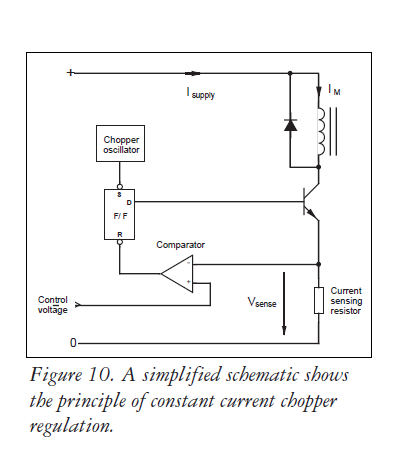 +
I supply
I M
Chopper
oscillator
S
D
F/ F
R
Comparator
-
+
Control
voltage
V sense
Current
sensing
resistor
0
Figure 10. A simplified schematic shows
the principle of constant current chopper
regulation.